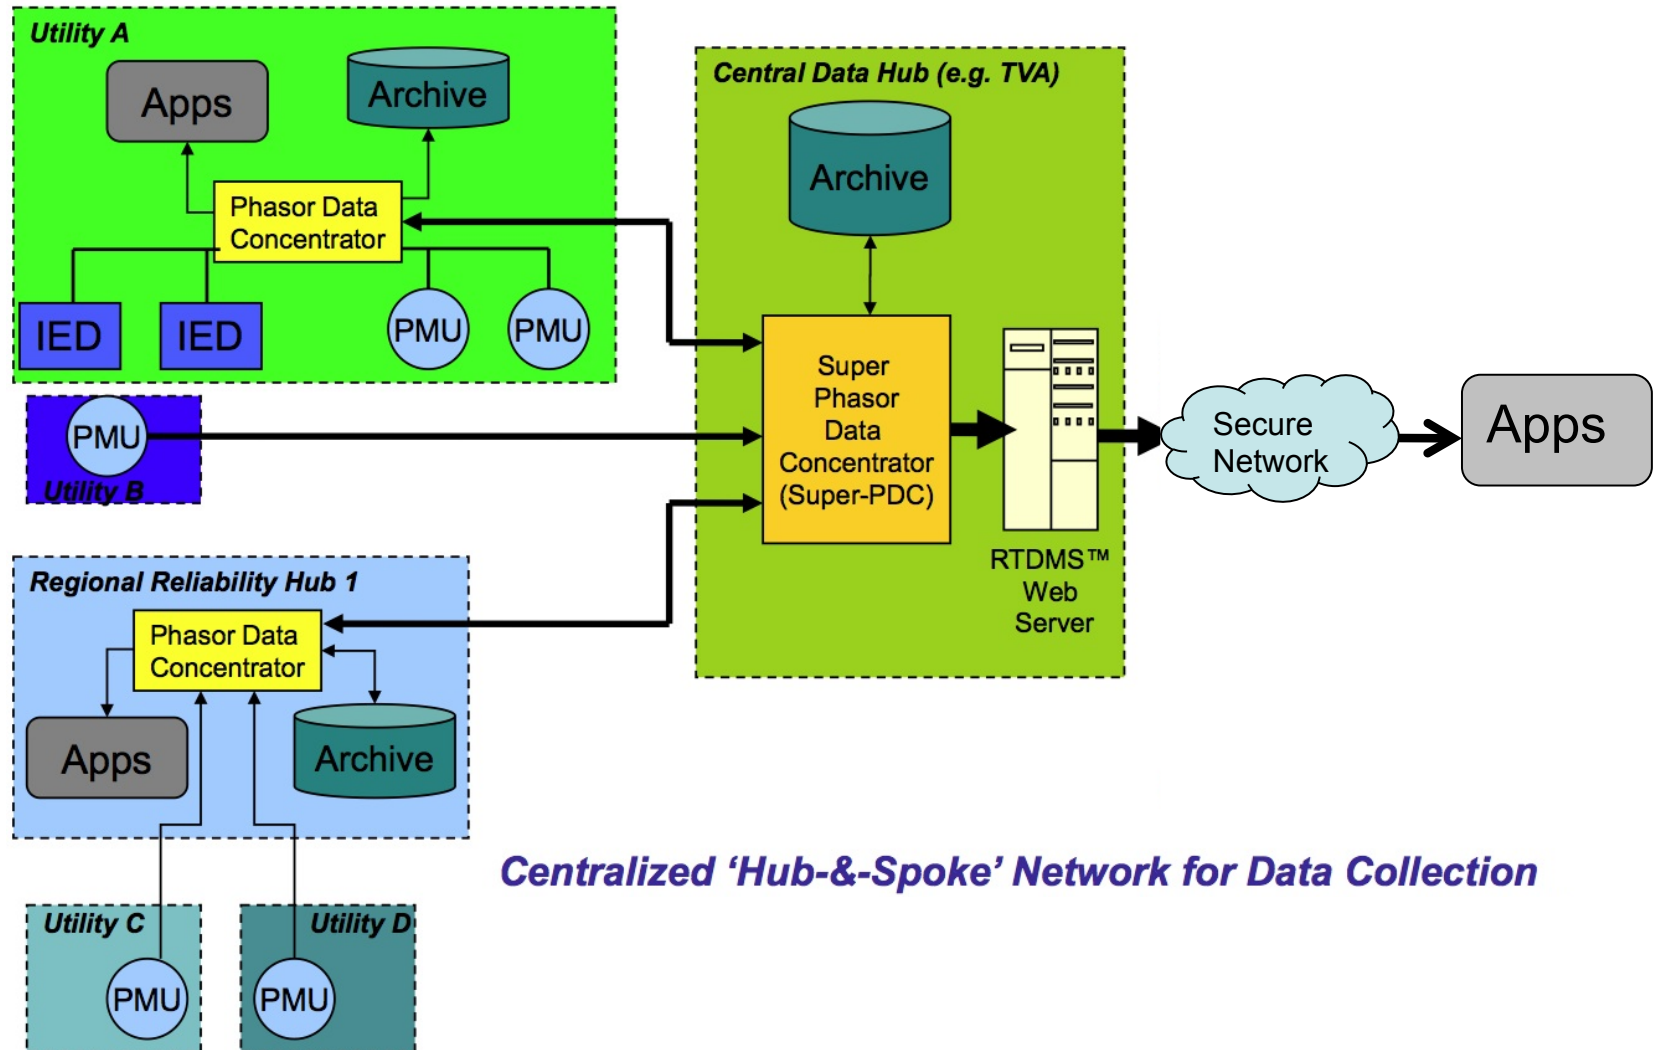 Utility A
Apps
Archive
Phasor Data
Concentrator
IED
IED
PMU
PMU
PMU
Utility B
Central Data Hub (e.g. TVA)
Archive
Super
Phasor
Data
Concentrator
(Super-PDC)
RTDMS™
Web
Server
Secure
Network
Apps
Regional Reliability Hub 1
Phasor Data
Concentrator
Apps
Archive
Utility C
PMU
Utility D
PMU
Centralized ‘Hub-&-Spoke’ Network for Data Collection